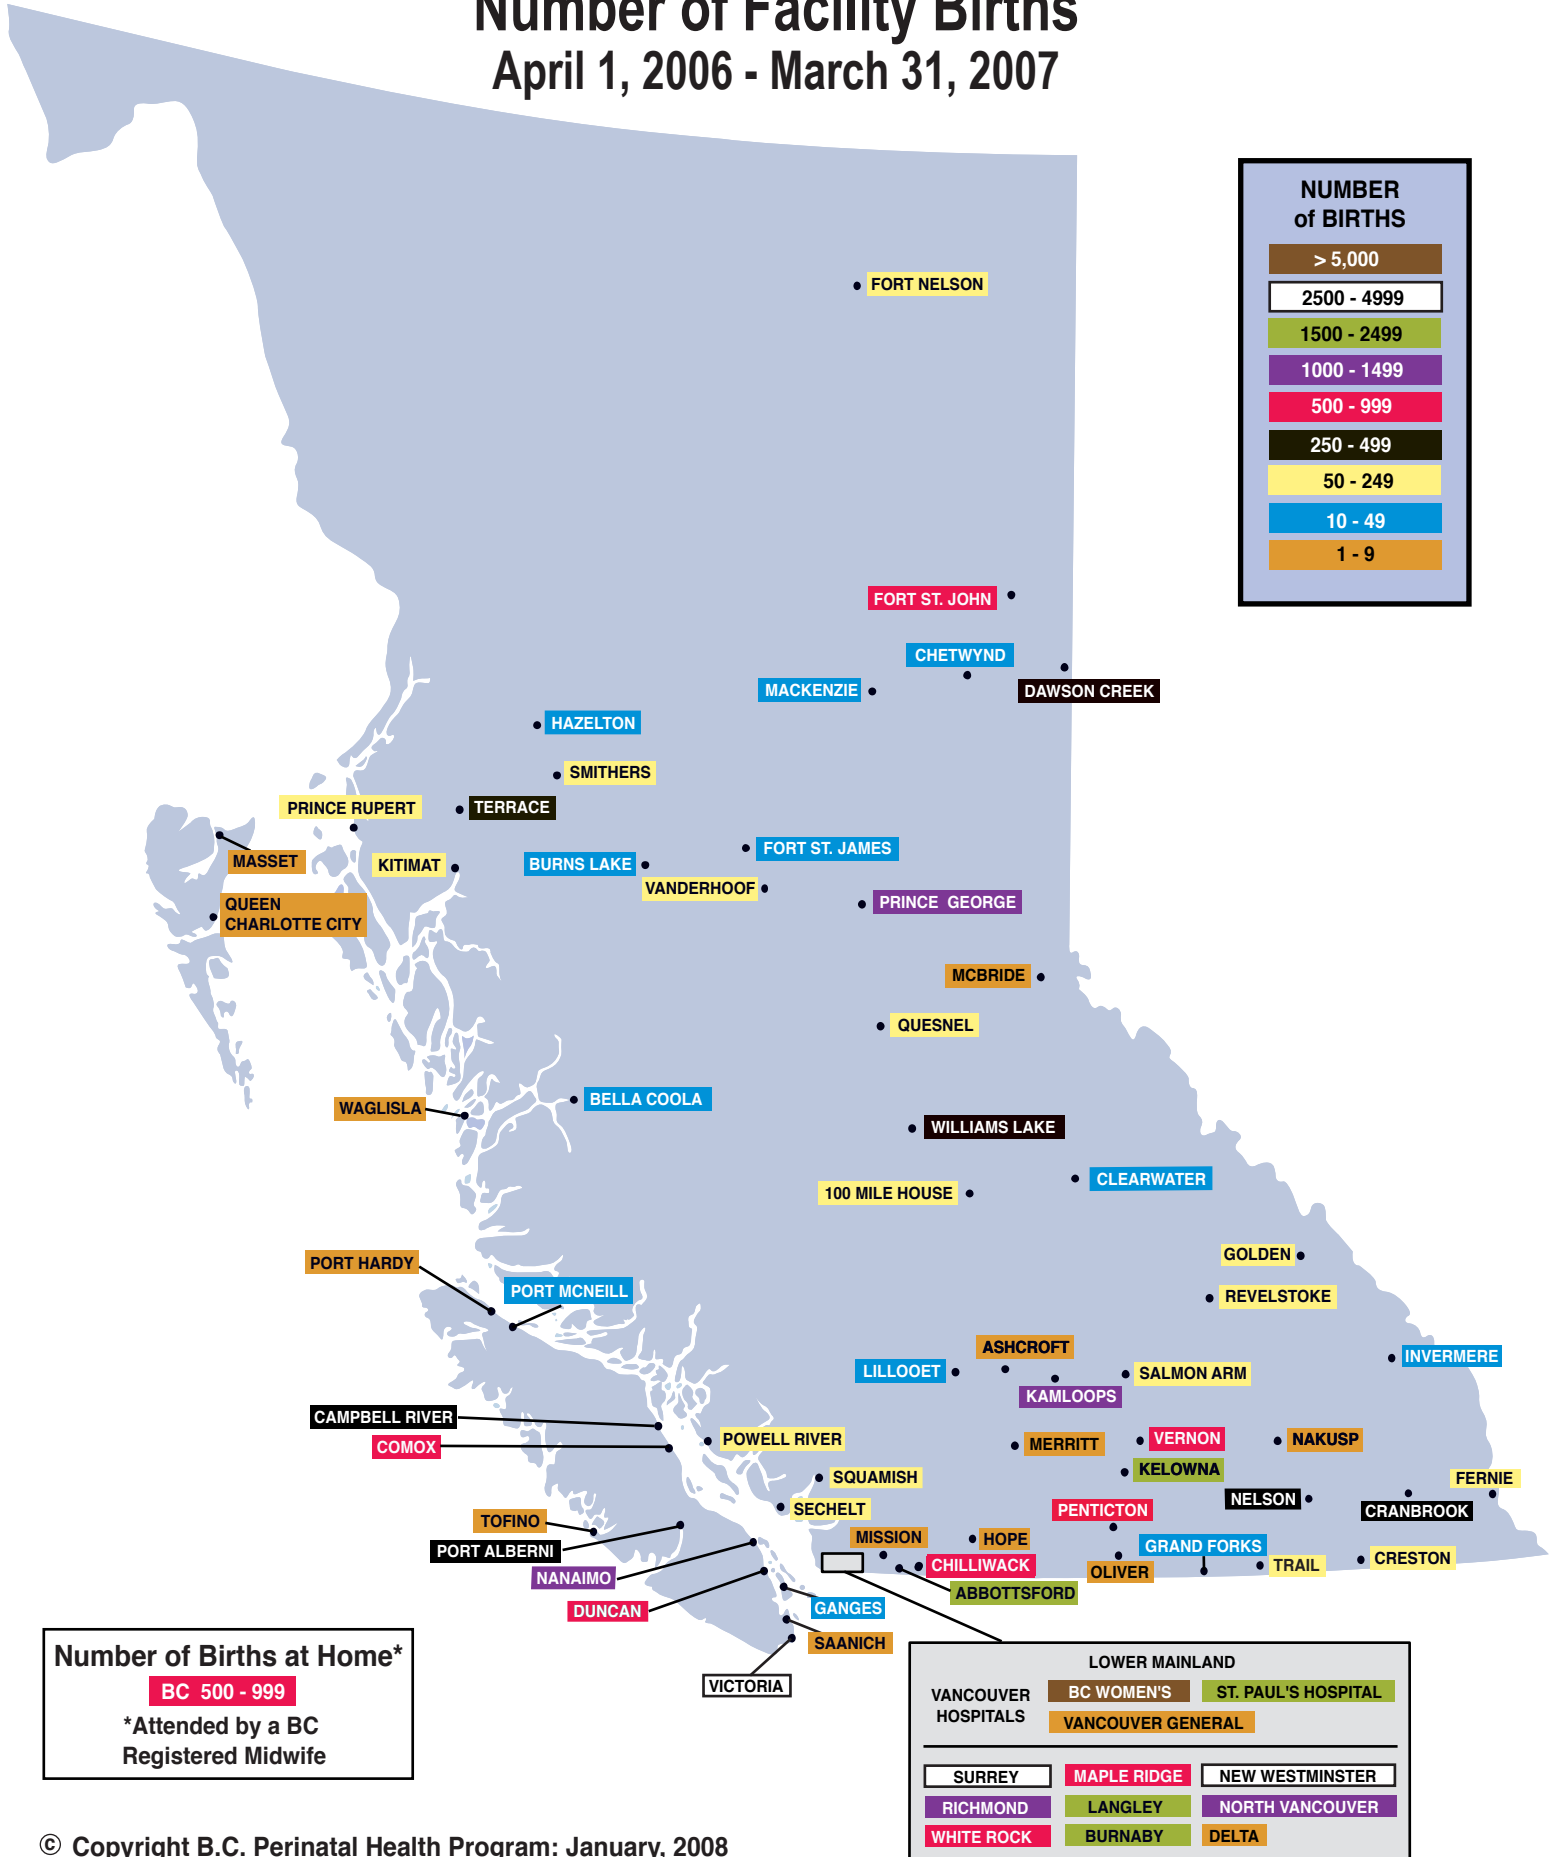 Number of Facility Births
April 1, 2006 - March 31, 2007
NUMBER
of BIRTHS
> 5,000
2500 - 4999
1500 - 2499
1000 - 1499
500 - 999
250 - 499
50 - 249
10 - 49
1 - 9
FORT NELSON
FORT ST. JOHN
CHETWYND
MACKENZIE
DAWSON CREEK
HAZELTON
SMITHERS
PRINCE RUPERT
TERRACE
MASSET
KITIMAT
BURNS LAKE
FORT ST. JAMES
VANDERHOOF
PRINCE GEORGE
QUEEN
CHARLOTTE CITY
MCBRIDE
QUESNEL
WAGLISLA
BELLA COOLA
WILLIAMS LAKE
CLEARWATER
100 MILE HOUSE
GOLDEN
PORT HARDY
PORT MCNEILL
REVELSTOKE
ASHCROFT
INVERMERE
LILLOOET
SALMON ARM
KAMLOOPS
CAMPBELL RIVER
COMOX
POWELL RIVER
MERRITT
VERNON
NAKUSP
KELOWNA
SQUAMISH
FERNIE
NELSON
CRANBROOK
SECHELT
PENTICTON
TOFINO
MISSION
HOPE
GRAND FORKS
PORT ALBERNI
CHILLIWACK
OLIVER
TRAIL
CRESTON
NANAIMO
ABBOTTSFORD
DUNCAN
GANGES
SAANICH
VICTORIA
Number of Births at Home*
BC 500 - 999
*Attended by a BC
Registered Midwife
LOWER MAINLAND
VANCOUVER
HOSPITALS
BC WOMEN'S
ST. PAUL'S HOSPITAL
VANCOUVER GENERAL
SURREY
MAPLE RIDGE
NEW WESTMINSTER
RICHMOND
LANGLEY
NORTH VANCOUVER
WHITE ROCK
BURNABY
DELTA
© Copyright B.C. Perinatal Health Program: January, 2008